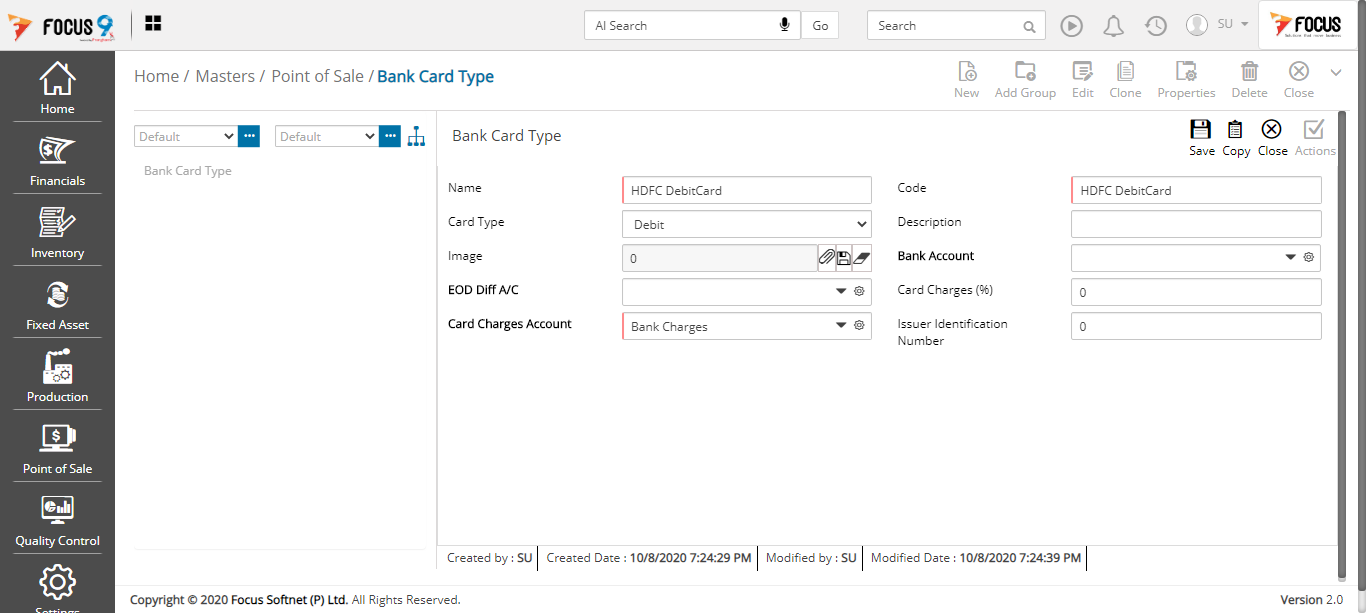 FOCUS 9
AI Search
Go
Search
SU
FOCUS
Home / Masters / Point of Sale / Bank Card Type
New
Add Group
Edit
Clone
Properties
Delete
Close
Home
Financials
Inventory
Fixed Asset
Production
Point of Sale
Quality Control
Settings
Default
Default
Bank Card Type
Bank Card Type
Save
Copy
Close
Actions
Name
HDFC DebitCard
Code
HDFC DebitCard
Card Type
Debit
Description
Image
0
Bank Account
EOD Diff A/C
Card Charges (%)
0
Card Charges Account
Bank Charges
Issuer Identification
Number
0
Created by : SU
Created Date : 10/8/2020 7:24:29 PM
Modified by : SU
Modified Date : 10/8/2020 7:24:39 PM
Copyright © 2020 Focus Softnet (P) Ltd. All Rights Reserved.
Version 2.0